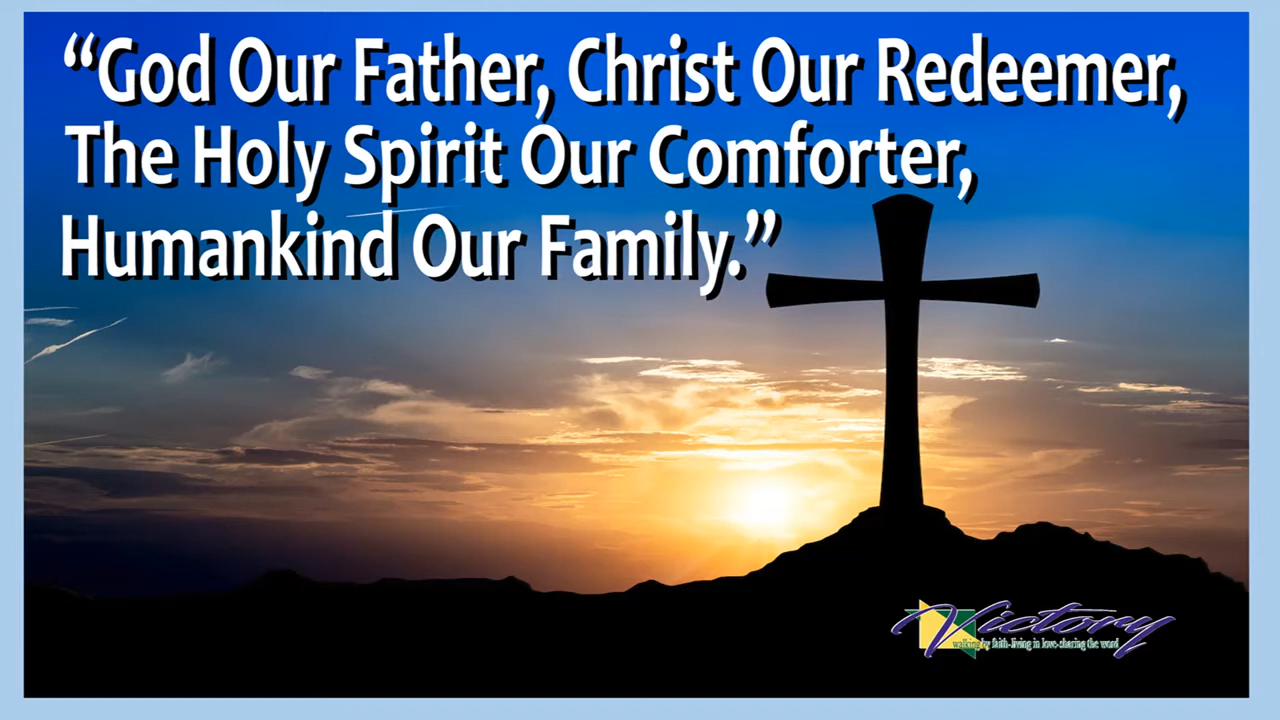 “God Our Father, Christ Our Redeemer,
The Holy Spirit Our Comforter,
Humankind Our Family.”
Victory
walking by faith-living in love-sharing the word